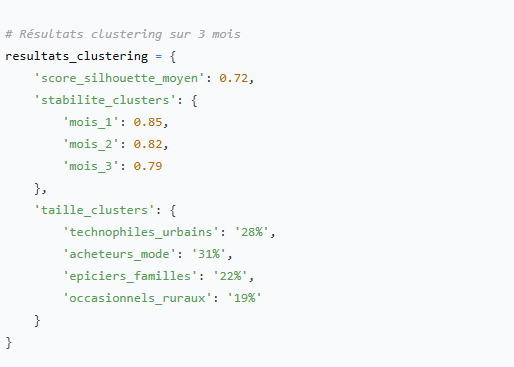 # Résultats clustering sur 3 mois
resultats_clustering = {
    'score_silhouette_moyen': 0.72,
    'stabilite_clusters': {
        'mois_1': 0.85,
        'mois_2': 0.82,
        'mois_3': 0.79
    },
    'taille_clusters': {
        'technophiles_urbains': '28%',
        'acheteurs_mode': '31%',
        'epiciers_familles': '22%',
        'occasionnels_ruraux': '19%'
    }
}